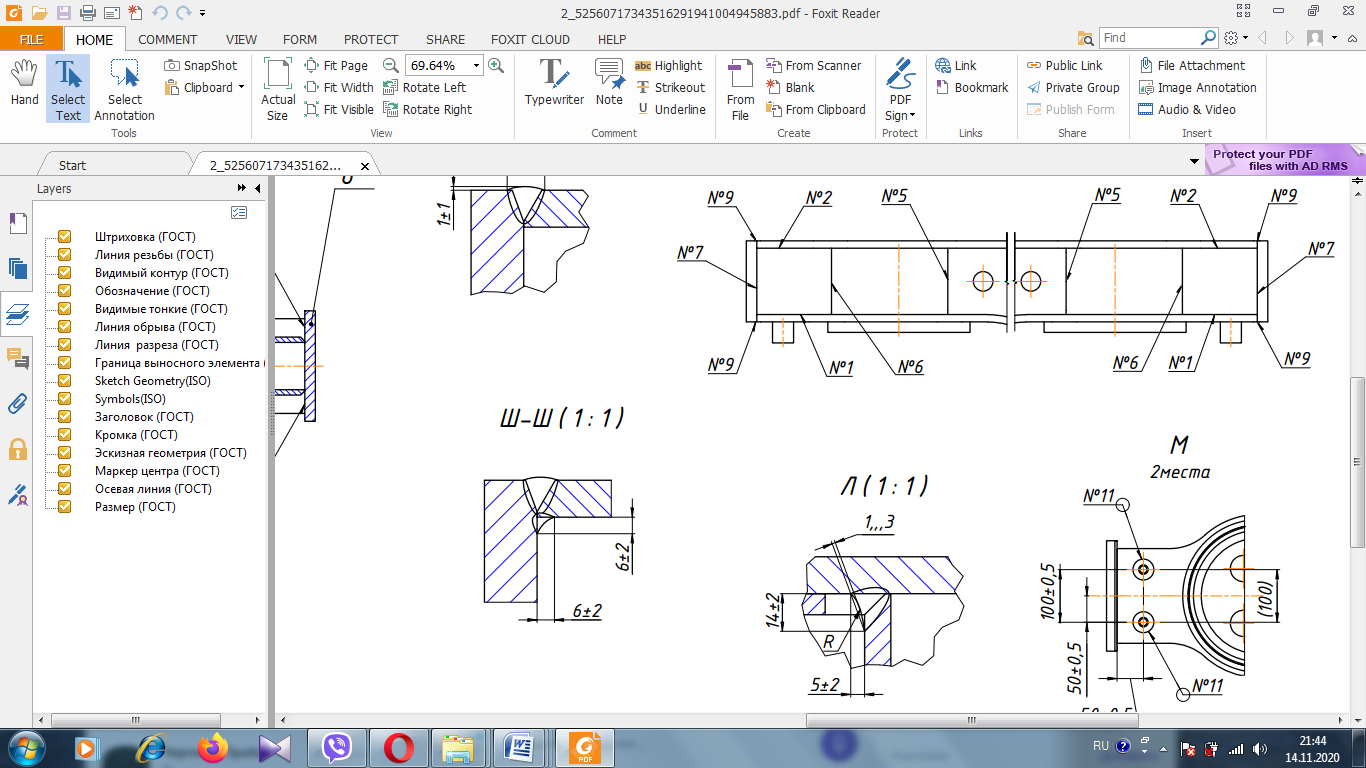 2_52560717343516291941004945883.pdf - Foxit Reader
FILE
HOME
COMMENT
VIEW
FORM
PROTECT
SHARE
FOXIT CLOUD
HELP
Find
Hand
Select Text
Select Annotation
SnapShot
Clipboard
Tools
Actual Size
Fit Page
Fit Width
Fit Visible
69.64%
Rotate Left
Rotate Right
View
Typewriter
Note
Highlight
Strikeout
Underline
Comment
From File
From Scanner
Blank
From Clipboard
Create
PDF Sign
Protect
Link
Bookmark
Links
Public Link
Private Group
Publish Form
Share
File Attachment
Image Annotation
Audio & Video
Insert
Start
2_525607173435162...
Protect your PDF
files with AD RMS
Layers
Штриховка (ГОСТ)
Линия резьбы (ГОСТ)
Видимый контур (ГОСТ)
Обозначение (ГОСТ)
Видимые тонкие (ГОСТ)
Линия обрыва (ГОСТ)
Линия разреза (ГОСТ)
Граница выносного элемента (
Sketch Geometry(ISO)
Symbols(ISO)
Заголовок (ГОСТ)
Кромка (ГОСТ)
Эскизная геометрия (ГОСТ)
Маркер центра (ГОСТ)
Осевая линия (ГОСТ)
Размер (ГОСТ)
1±1
№9
№2
№5
№5
№2
№9
№7
№7
№9
№1
№6
№6
№1
№9
Ш-Ш ( 1 : 1 )
6±2
6±2
Л ( 1 : 1 )
1,,,3
14±2
R
5±2
М
2места
№11
100±0,5
(100)
50±0,5
№11
50±0,5
RU
21:44
14.11.2020